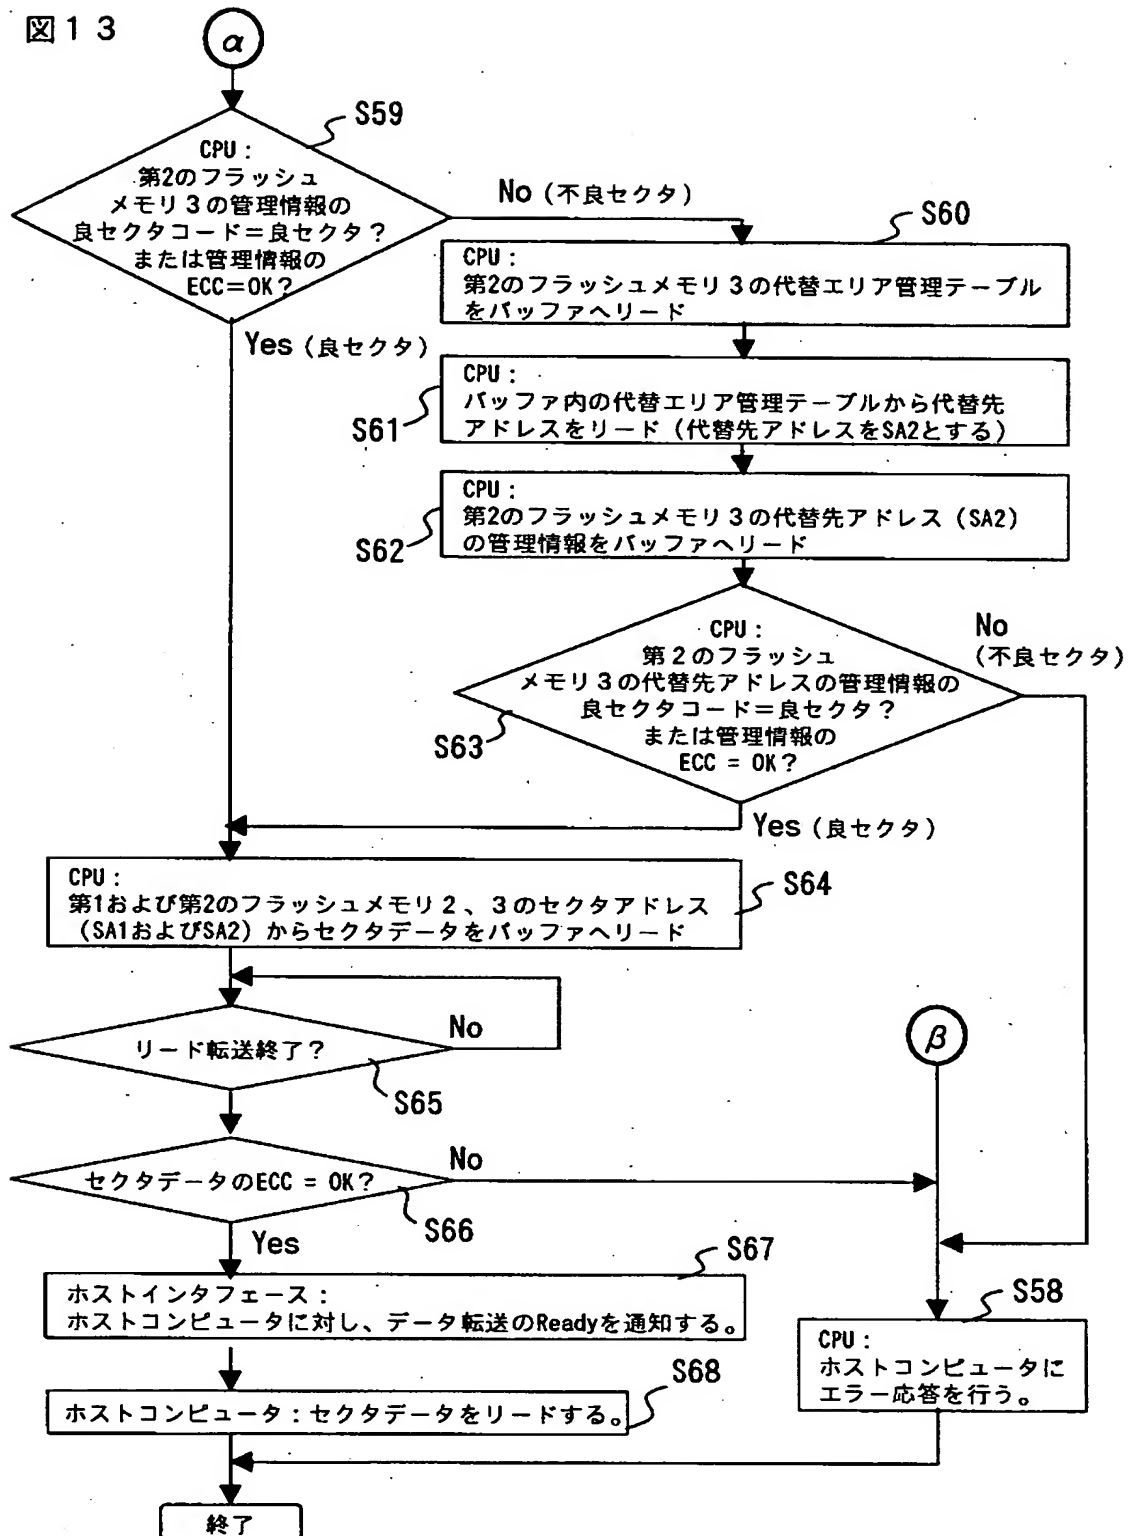 図13
α
S59
CPU:
第2のフラッシュ
メモリ3の管理情報の
良セクタコード=良セクタ?
または管理情報の
ECC=OK?
No (不良セクタ)
S60
CPU:
第2のフラッシュメモリ3の代替エリア管理テーブル
をバッファへリード
Yes (良セクタ)
CPU:
バッファ内の代替エリア管理テーブルから代替先
アドレスをリード (代替先アドレスをSA2とする)
S61
CPU:
第2のフラッシュメモリ3の代替先アドレス (SA2)
の管理情報をバッファへリード
S62
CPU:
第2のフラッシュ
メモリ3の代替先アドレスの管理情報の
良セクタコード=良セクタ?
または管理情報の
ECC = OK?
No
(不良セクタ)
S63
Yes (良セクタ)
CPU:
第1および第2のフラッシュメモリ2、3のセクタアドレス
(SA1およびSA2) からセクタデータをバッファへリード
S64
リード転送終了?
No
S65
β
セクタデータのECC = OK?
No
S66
Yes
S67
ホストインタフェース:
ホストコンピュータに対し、データ転送のReadyを通知する。
S58
CPU:
ホストコンピュータに
エラー応答を行う。
S68
ホストコンピュータ:セクタデータをリードする。
終了